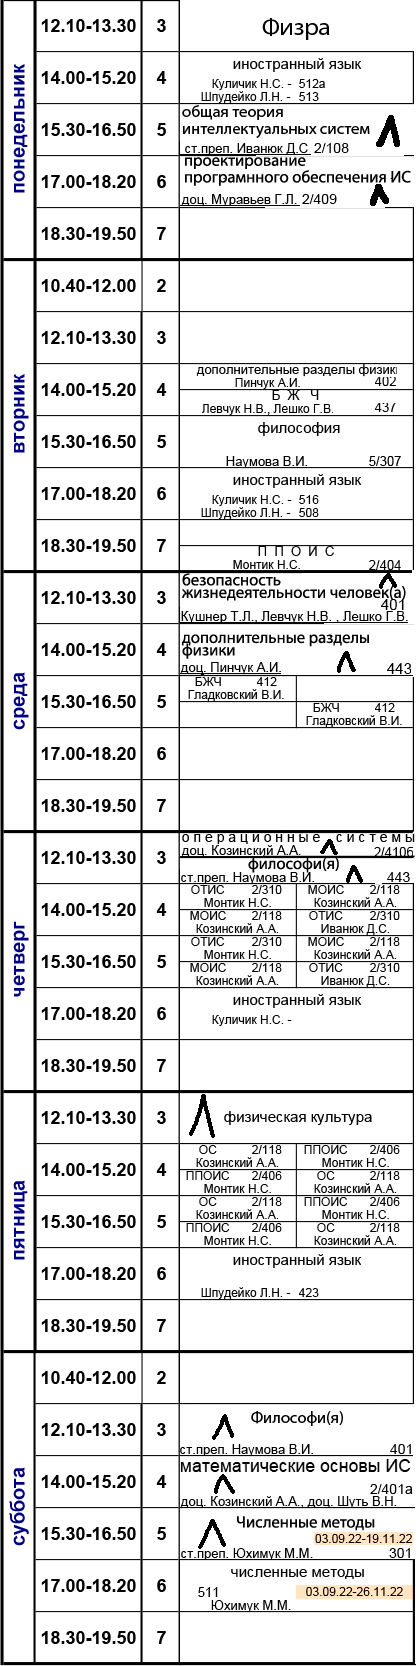 понедельник
12.10-13.30 3 Физра
14.00-15.20 4 иностранный язык
Куличик Н.С. - 512а
Шпудейко Л.Н. - 513
15.30-16.50 5 общая теория
интеллектуальных систем
ст.преп. Иванюк Д.С 2/108
17.00-18.20 6 проектирование
програмнного обеспечения ИС
доц. Муравьев Г.Л. 2/409
18.30-19.50 7
вторник
10.40-12.00 2
12.10-13.30 3
14.00-15.20 4 дополнительные разделы физик
Пинчук А.И. 402
Б Ж Ч
Левчук Н.В., Лешко Г.В. 437
15.30-16.50 5 философия
Наумова В.И. 5/307
17.00-18.20 6 иностранный язык
Куличик Н.С. - 516
Шпудейко Л.Н. - 508
18.30-19.50 7 П П О И С
Монтик Н.С. 2/404
среда
12.10-13.30 3 безопасность
жизнедеятельности человек(а)
401
Кушнер Т.Л., Левчук Н.В. , Лешко Г.В.
14.00-15.20 4 дополнительные разделы
физики
доц. Пинчук А.И. 443
15.30-16.50 5 БЖЧ 412
Гладковский В.И.
БЖЧ 412
Гладковский В.И.
17.00-18.20 6
18.30-19.50 7
четверг
12.10-13.30 3 операционные системы
доц. Козинский А.А. 2/410б
философи(я)
ст.преп. Наумова В.И. 443
14.00-15.20 4 ОТИС 2/310 МОИС 2/118
Монтик Н.С. Козинский А.А.
МОИС 2/118 ОТИС 2/310
Козинский А.А. Иванюк Д.С.
15.30-16.50 5 ОТИС 2/310 МОИС 2/118
Монтик Н.С. Козинский А.А.
МОИС 2/118 ОТИС 2/310
Козинский А.А. Иванюк Д.С.
17.00-18.20 6 иностранный язык
Куличик Н.С. -
18.30-19.50 7
пятница
12.10-13.30 3 физическая культура
14.00-15.20 4 ОС 2/118 ППОИС 2/406
Козинский А.А. Монтик Н.С.
ППОИС 2/406 ОС 2/118
Монтик Н.С. Козинский А.А.
15.30-16.50 5 ОС 2/118 ППОИС 2/406
Козинский А.А. Монтик Н.С.
ППОИС 2/406 ОС 2/118
Монтик Н.С. Козинский А.А.
17.00-18.20 6 иностранный язык
Шпудейко Л.Н. - 423
18.30-19.50 7
суббота
10.40-12.00 2
12.10-13.30 3 Философи(я)
ст.преп. Наумова В.И. 401
14.00-15.20 4 математические основы ИС
2/401а
доц. Козинский А.А., доц. Шуть В.Н.
15.30-16.50 5 Численные методы
03.09.22-19.11.22
ст.преп. Юхимук М.М. 301
17.00-18.20 6 численные методы
511 03.09.22-26.11.22
Юхимук М.М.
18.30-19.50 7